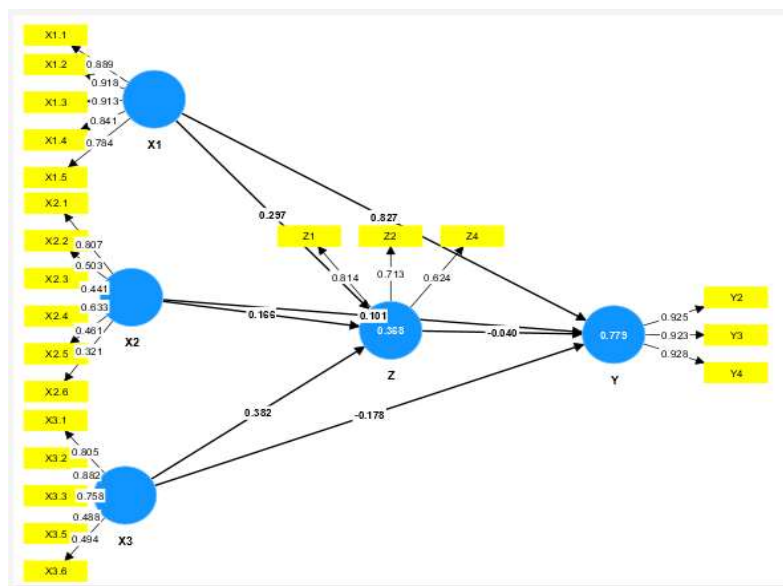 X1.1
X1.2
X1.3
X1.4
X1.5
0.889
0.918
0.913
0.841
0.784
X1
X2.1
X2.2
X2.3
X2.4
X2.5
X2.6
0.807
0.503
0.441
0.633
0.461
0.321
X2
X3.1
X3.2
X3.3
X3.5
X3.6
0.805
0.882
0.758
0.488
0.494
X3
0.297
0.827
0.166
0.101
0.382
-0.178
-0.040
Z1
Z2
Z4
0.814
0.713
0.624
0.368
Z
0.779
Y
0.925
0.923
0.928
Y2
Y3
Y4